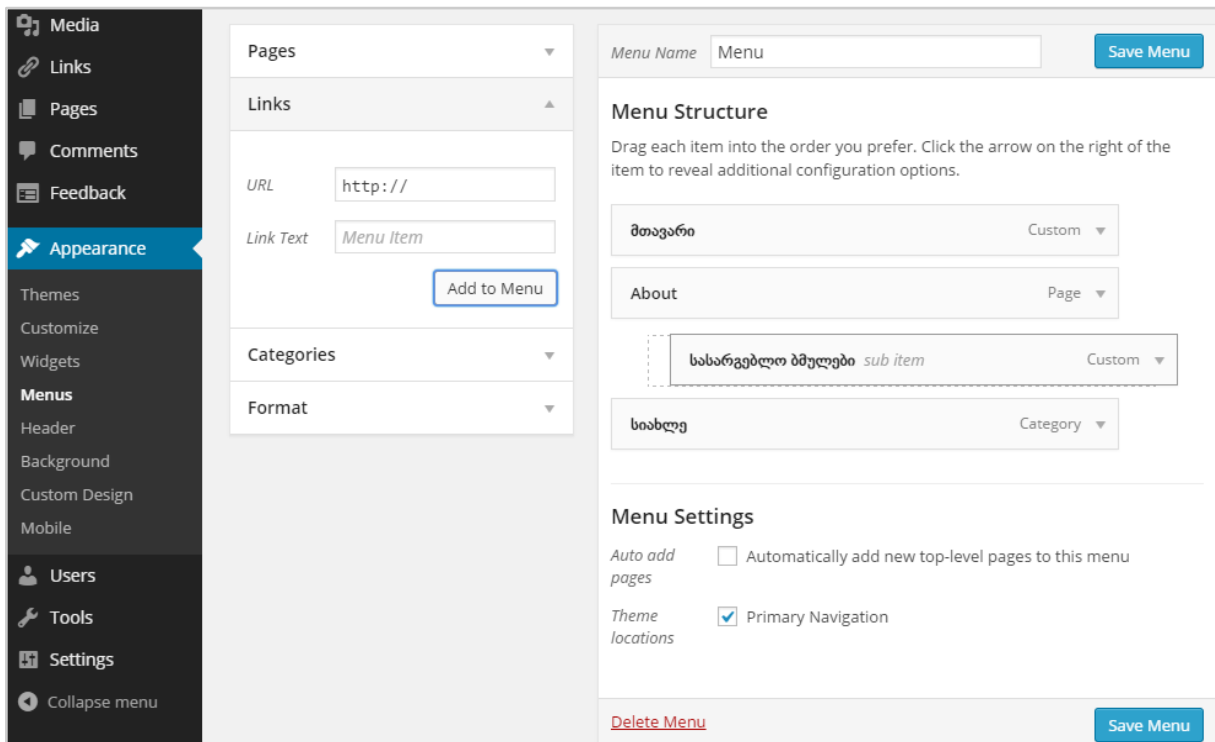 Media
Links
Pages
Comments
Feedback
Appearance
Themes
Customize
Widgets
Menus
Header
Background
Custom Design
Mobile
Users
Tools
Settings
Collapse menu
Pages
Links
URL http://
Link Text Menu Item
Add to Menu
Categories
Format
Menu Name Menu Save Menu
Menu Structure
Drag each item into the order you prefer. Click the arrow on the right of the
item to reveal additional configuration options.
მთავარი Custom
About Page
სასარგებლო ბმულები sub item Custom
სიახლე Category
Menu Settings
Auto add
pages
Automatically add new top-level pages to this menu
Theme
locations
Primary Navigation
Delete Menu Save Menu